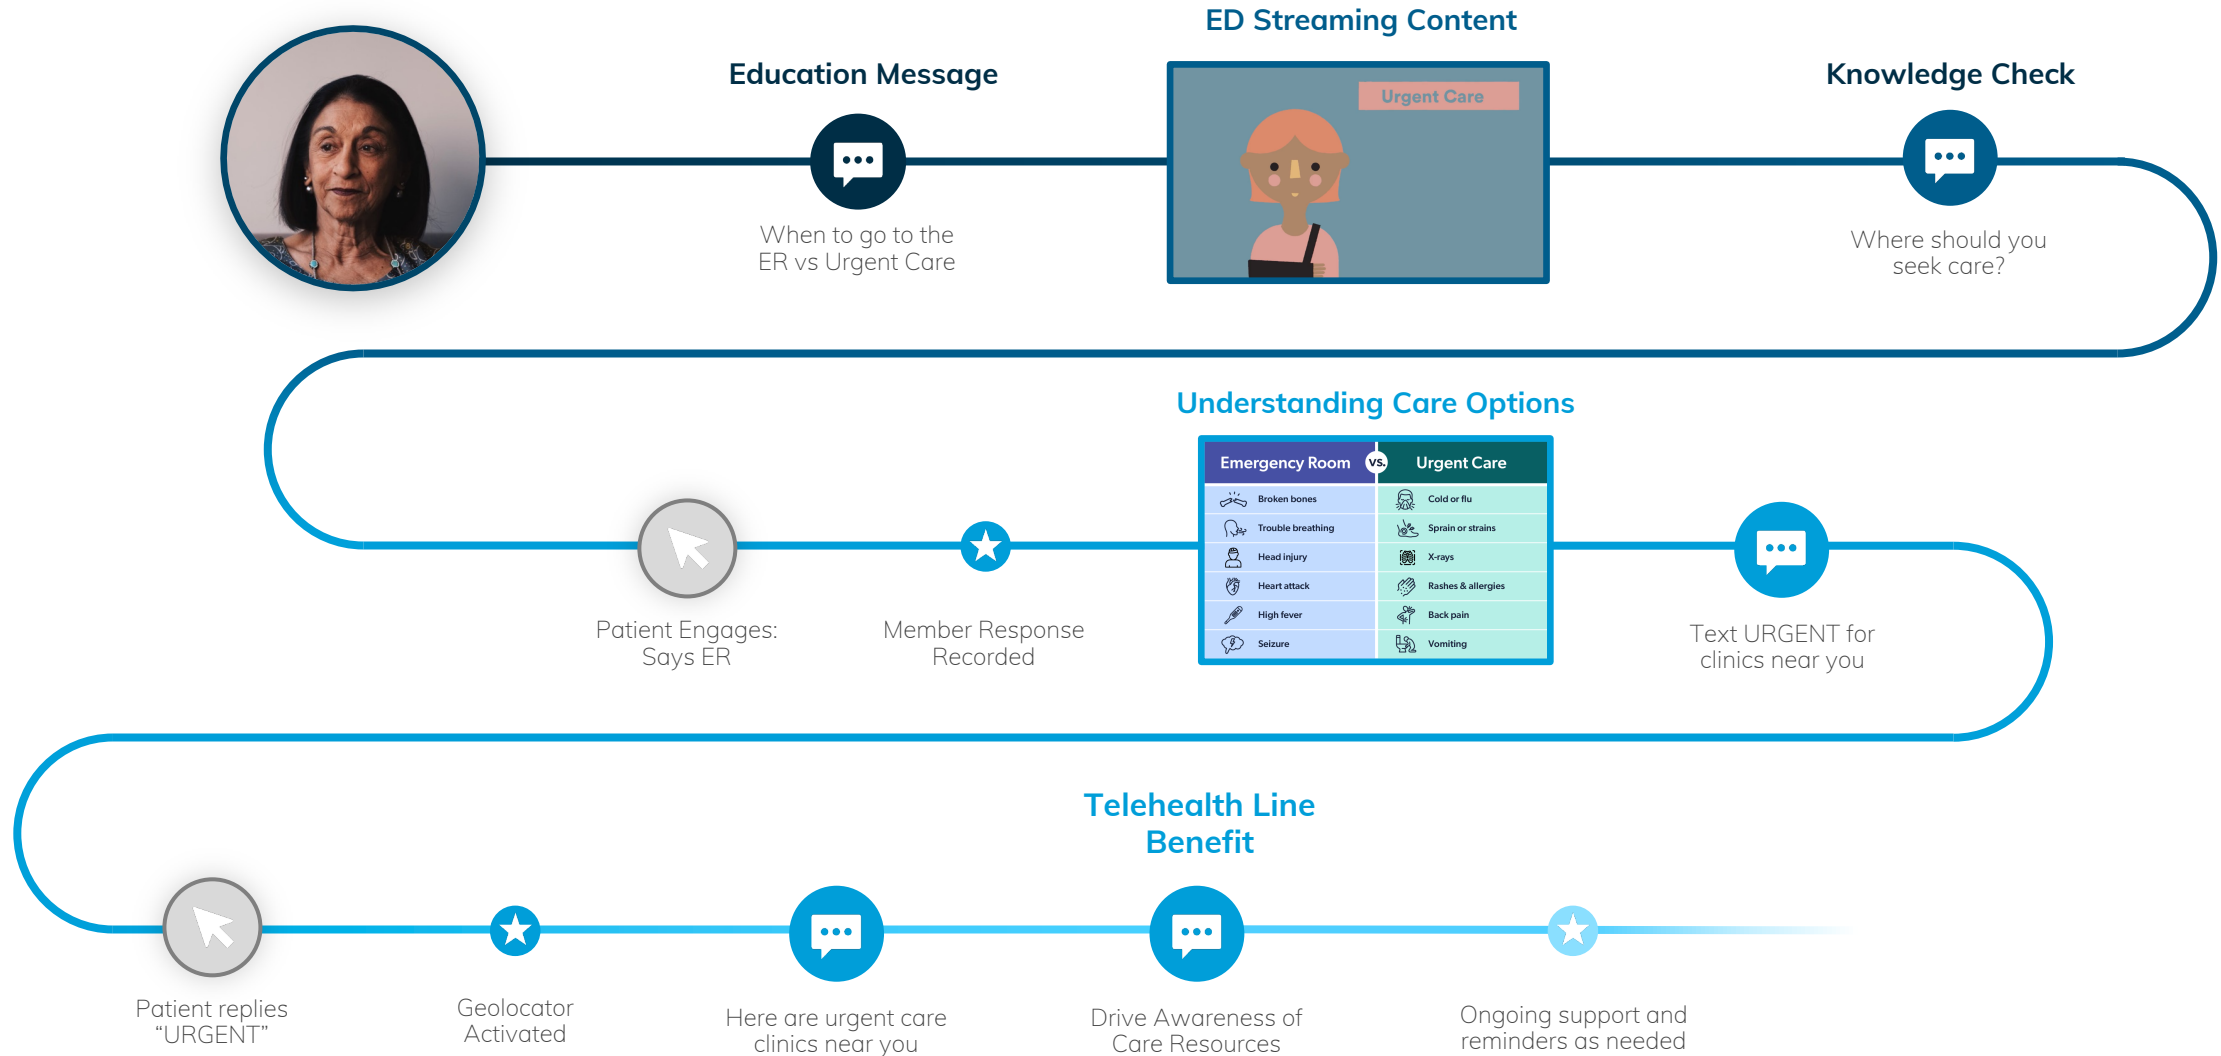 ED Streaming Content
Education Message
Knowledge Check
Urgent Care
When to go to the
ER vs Urgent Care
Where should you
seek care?
Understanding Care Options
Emergency Room
vs.
Urgent Care
Broken bones
Cold or flu
Trouble breathing
Sprain or strains
Head injury
X-rays
Heart attack
Rashes & allergies
High fever
Back pain
Seizure
Vomiting
Patient Engages:
Says ER
Member Response
Recorded
Text URGENT for
clinics near you
Telehealth Line
Benefit
Patient replies
“URGENT”
Geolocator
Activated
Here are urgent care
clinics near you
Drive Awareness of
Care Resources
Ongoing support and
reminders as needed